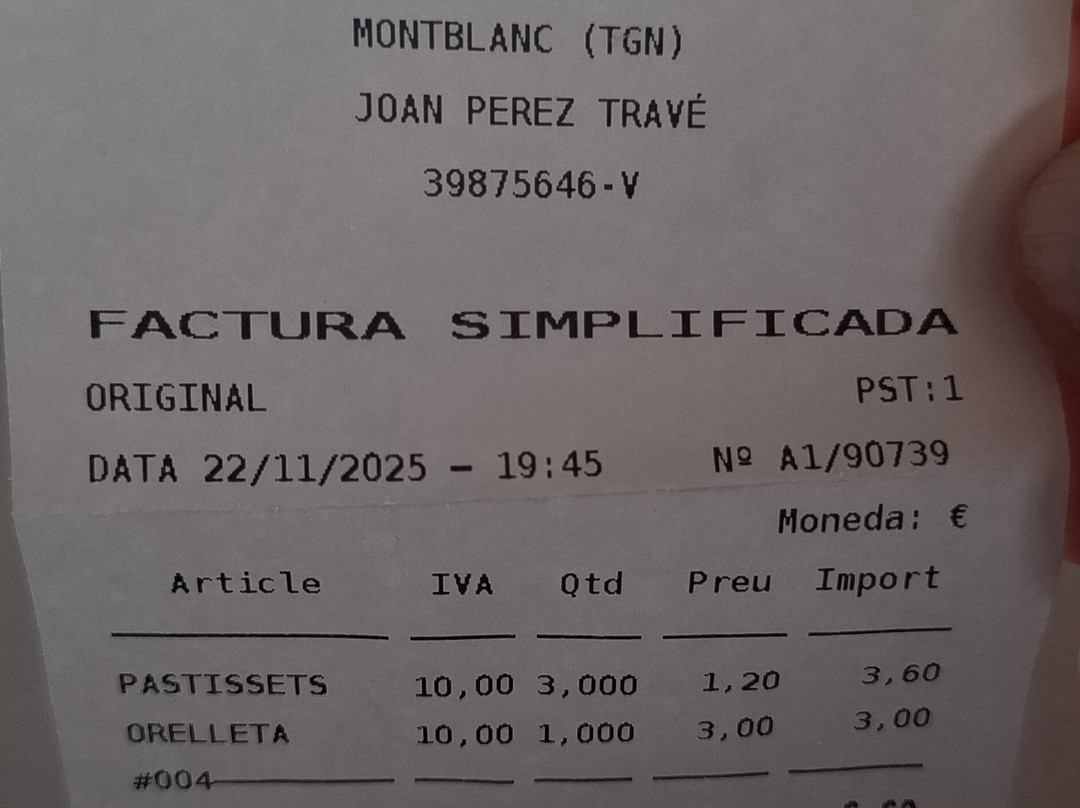 MONTBLANC (TGN)
JOAN PEREZ TRAVÉ
39875646-V
FACTURA SIMPLIFICADA
ORIGINAL PST:1
DATA 22/11/2025 – 19:45 Nº A1/90739
Moneda: €
Article IVA Qtd Preu Import
PASTISSETS 10,00 3,000 1,20 3,60
ORELLETA 10,00 1,000 3,00 3,00
#004